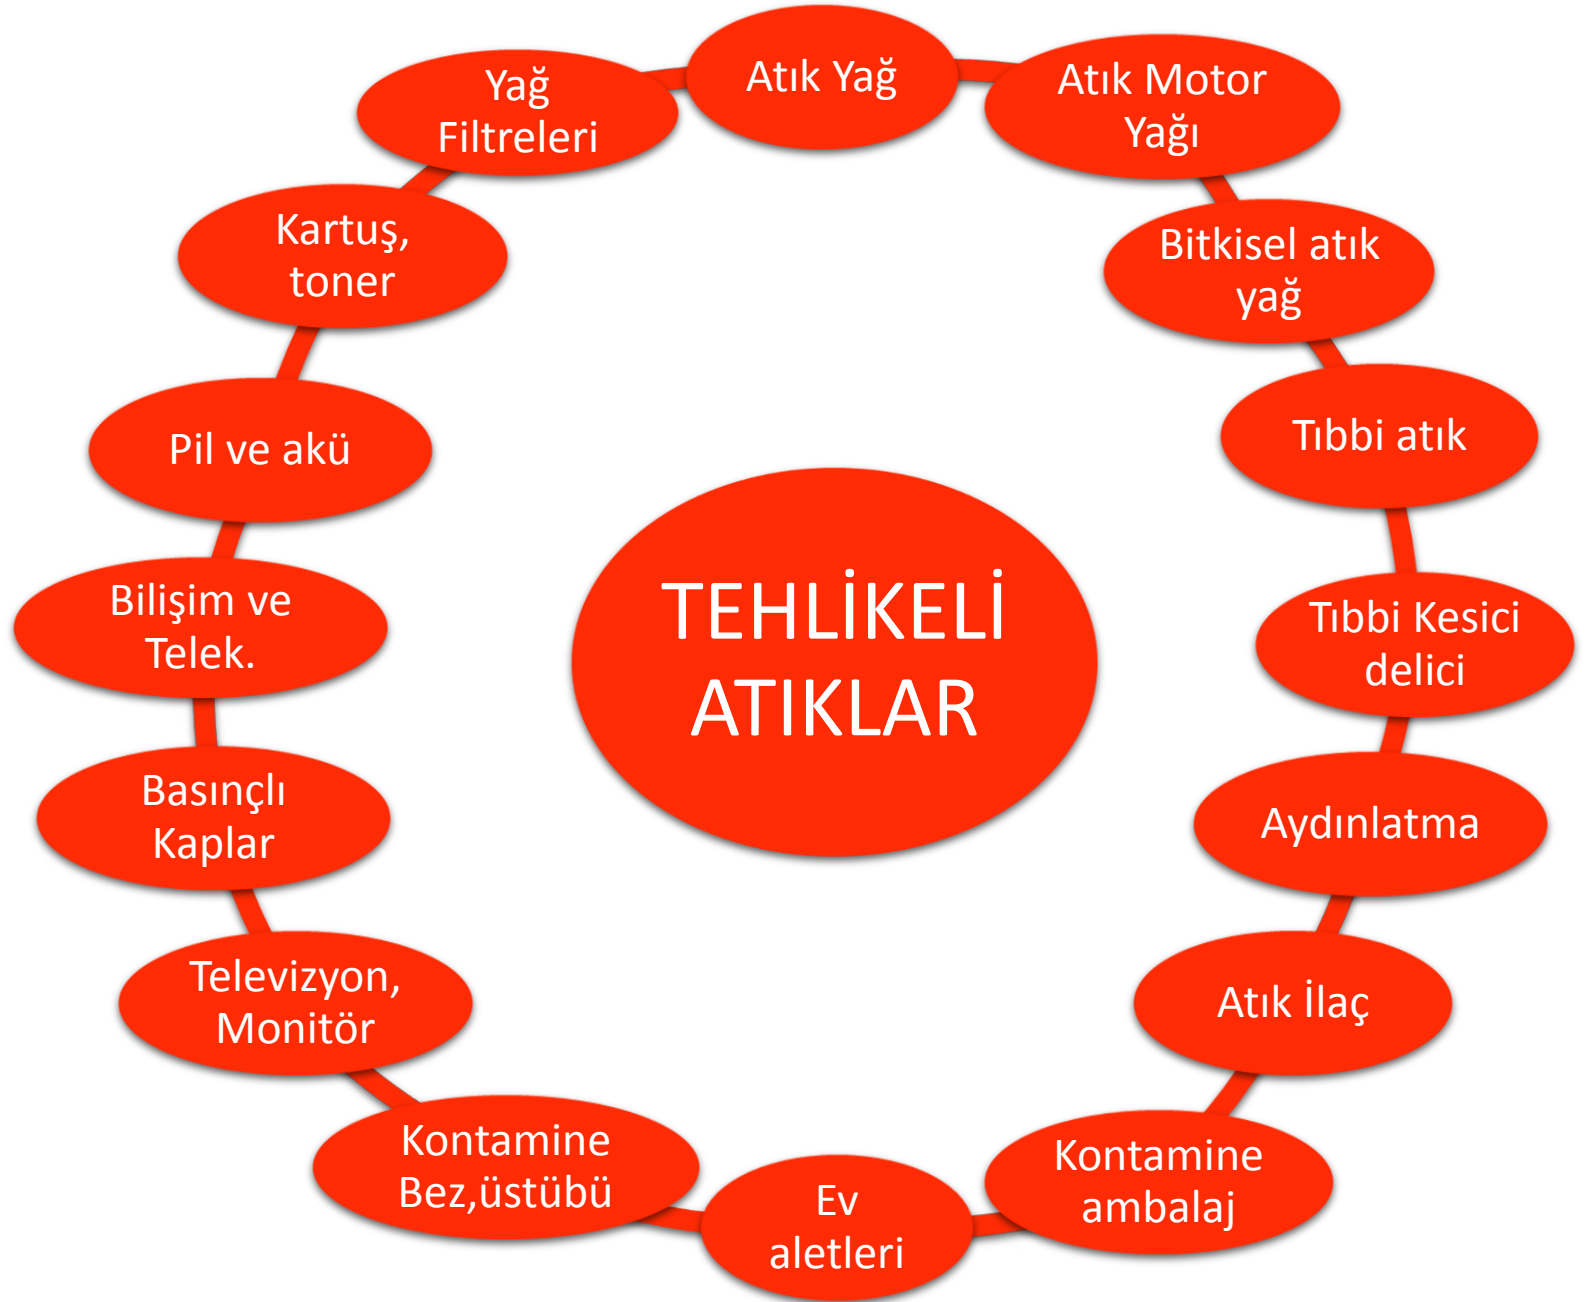 Atık Yağ
Atık Motor
Yağı
Bitkisel atık
yağ
Tıbbi atık
Tıbbi Kesici
delici
Aydınlatma
Atık İlaç
Kontamine
ambalaj
Ev
aletleri
Kontamine
Bez,üstübü
Televizyon,
Monitör
Basınçlı
Kaplar
Bilişim ve
Telek.
Pil ve akü
Kartuş,
toner
Yağ
Filtreleri
TEHLİKELİ
ATIKLAR